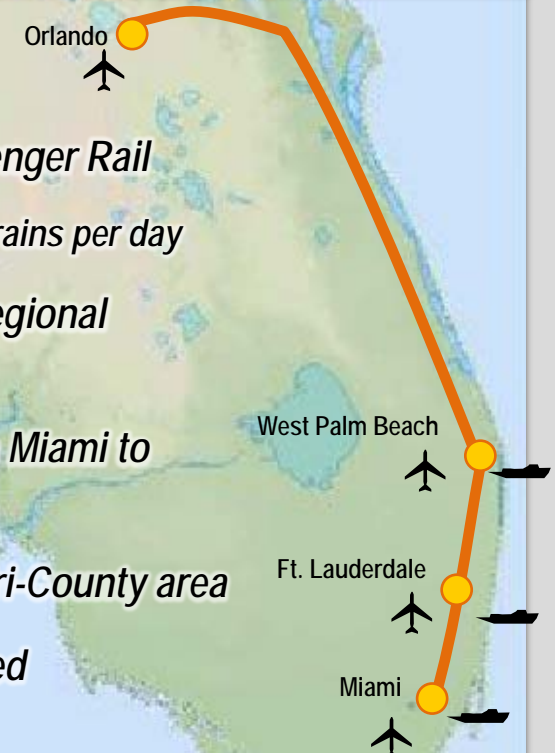 Orlando
enger Rail
rains per day
egional
West Palm Beach
Miami to
Ft. Lauderdale
ri-County area
ed
Miami